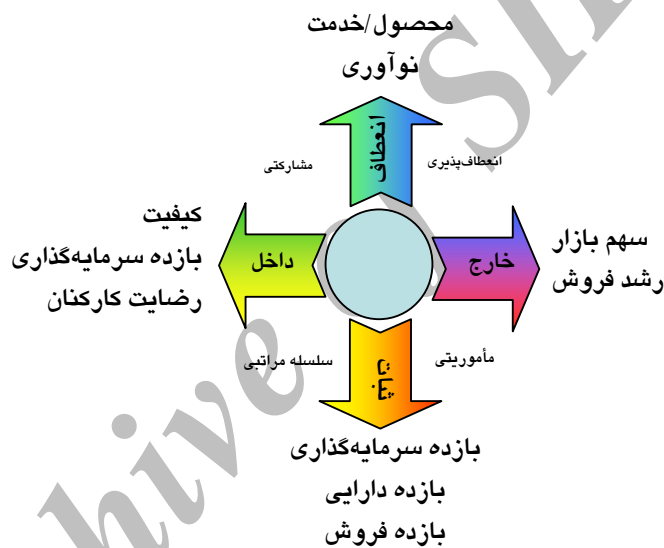 محصول/خدمت
نوآوری
انعطاف
انعطاف‌پذیری
مشارکتی
کیفیت
بازده سرمایه‌گذاری
رضایت کارکنان
داخل
خارج
سهم بازار
رشد فروش
مأموریتی
سلسله مراتبی
ثبات
بازده سرمایه‌گذاری
بازده دارایی
بازده فروش